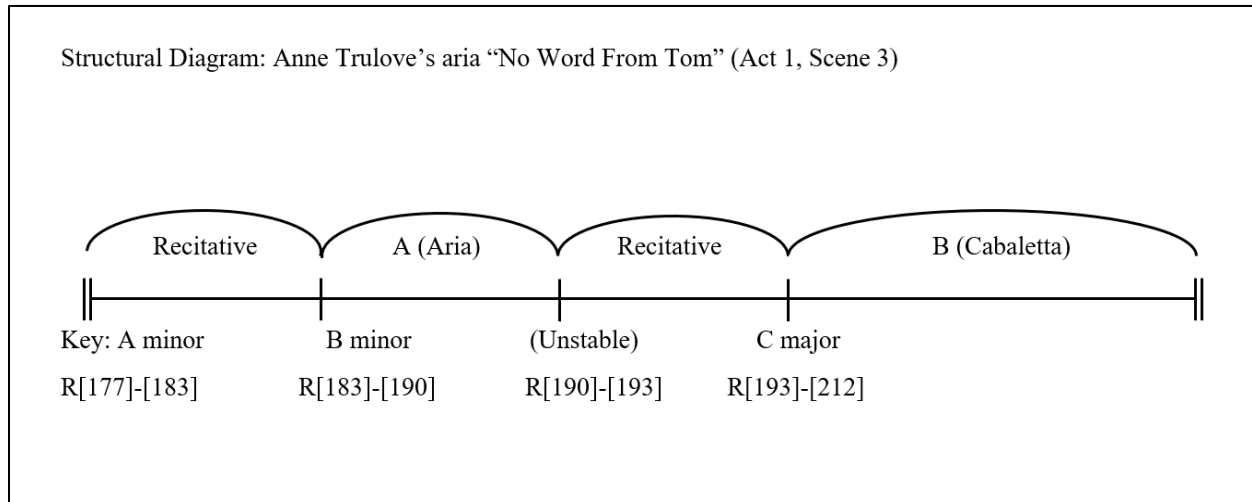 Structural Diagram: Anne Trulove’s aria “No Word From Tom” (Act 1, Scene 3)
Recitative A (Aria) Recitative B (Cabaletta)
Key: A minor B minor (Unstable) C major
R[177]-[183] R[183]-[190] R[190]-[193] R[193]-[212]